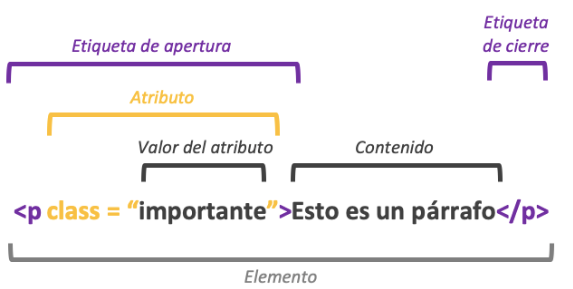 Etiqueta de apertura
Etiqueta
de cierre
Atributo
Valor del atributo
Contenido
<p class = “importante”>Esto es un párrafo</p>
Elemento